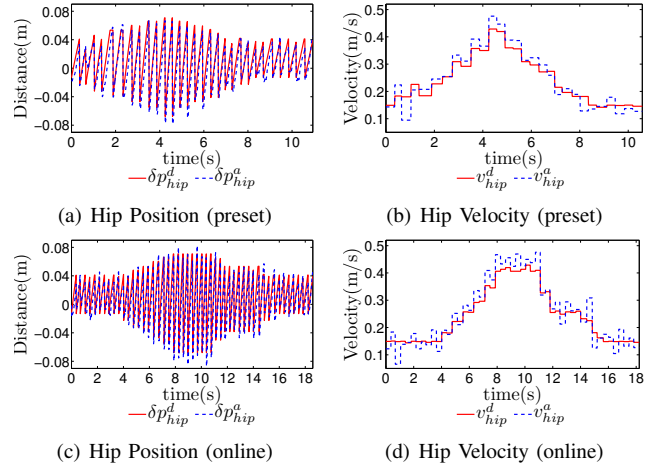 Distance(m)
0.08
0.04
0
−0.04
−0.08
0 2 4 6 8 10
time(s)
δp^d_hip δp^a_hip
(a) Hip Position (preset)
Velocity(m/s)
0.5
0.4
0.3
0.2
0.1
0 2 4 6 8 10
time(s)
v^d_hip v^a_hip
(b) Hip Velocity (preset)
Distance(m)
0.08
0.04
0
−0.04
−0.08
0 2 4 6 8 10 12 14 16 18
time(s)
δp^d_hip δp^a_hip
(c) Hip Position (online)
Velocity(m/s)
0.5
0.4
0.3
0.2
0.1
0 2 4 6 8 10 12 14 16 18
time(s)
v^d_hip v^a_hip
(d) Hip Velocity (online)